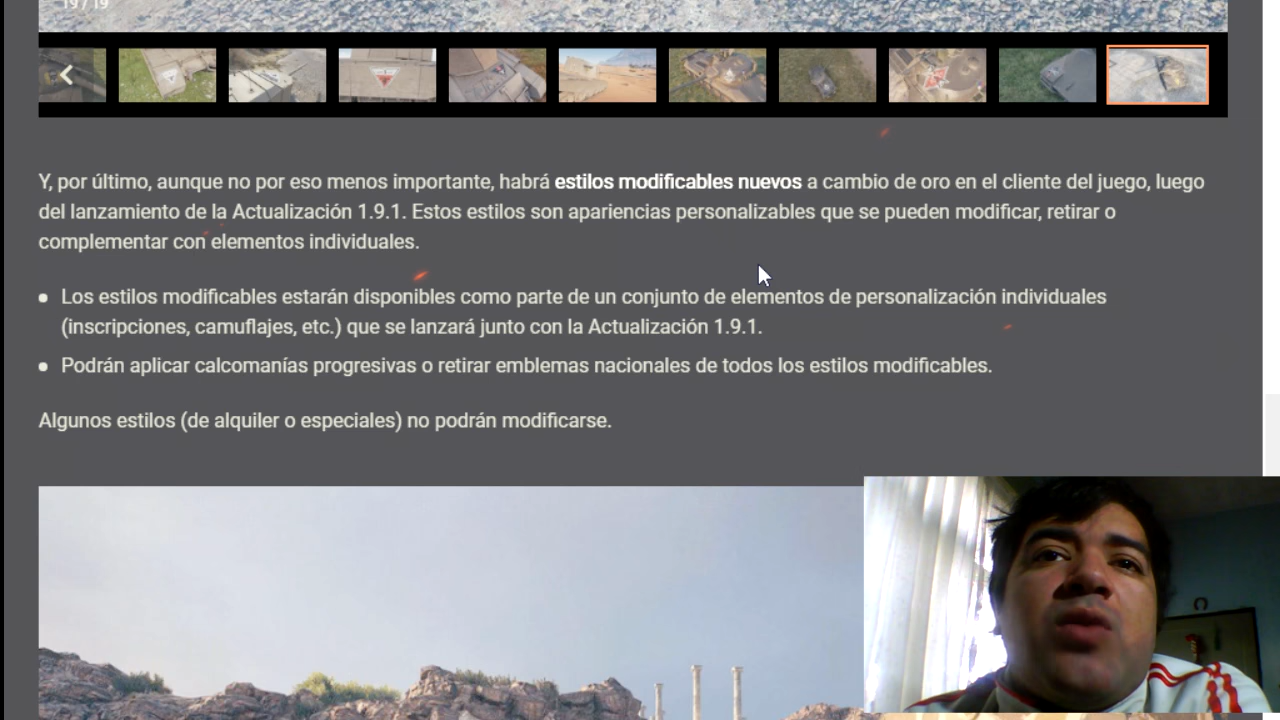 19 / 19
Y, por último, aunque no por eso menos importante, habrá estilos modificables nuevos a cambio de oro en el cliente del juego, luego
del lanzamiento de la Actualización 1.9.1. Estos estilos son apariencias personalizables que se pueden modificar, retirar o
complementar con elementos individuales.
Los estilos modificables estarán disponibles como parte de un conjunto de elementos de personalización individuales
(inscripciones, camuflajes, etc.) que se lanzará junto con la Actualización 1.9.1.
Podrán aplicar calcomanías progresivas o retirar emblemas nacionales de todos los estilos modificables.
Algunos estilos (de alquiler o especiales) no podrán modificarse.